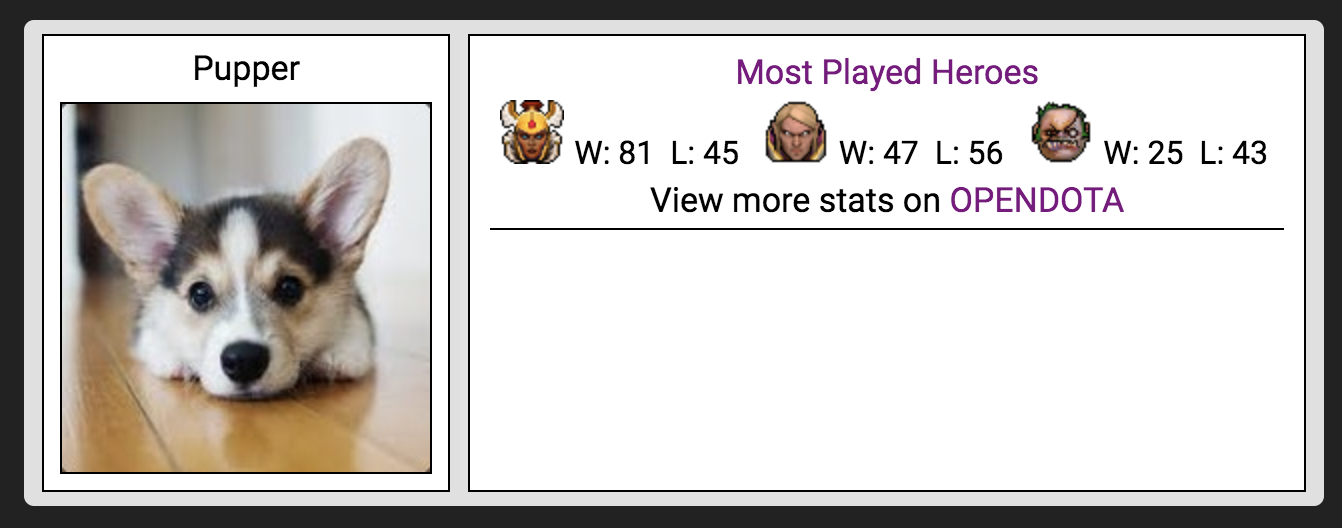 Pupper
Most Played Heroes
W: 81 L: 45 W: 47 L: 56 W: 25 L: 43
View more stats on OPENDOTA